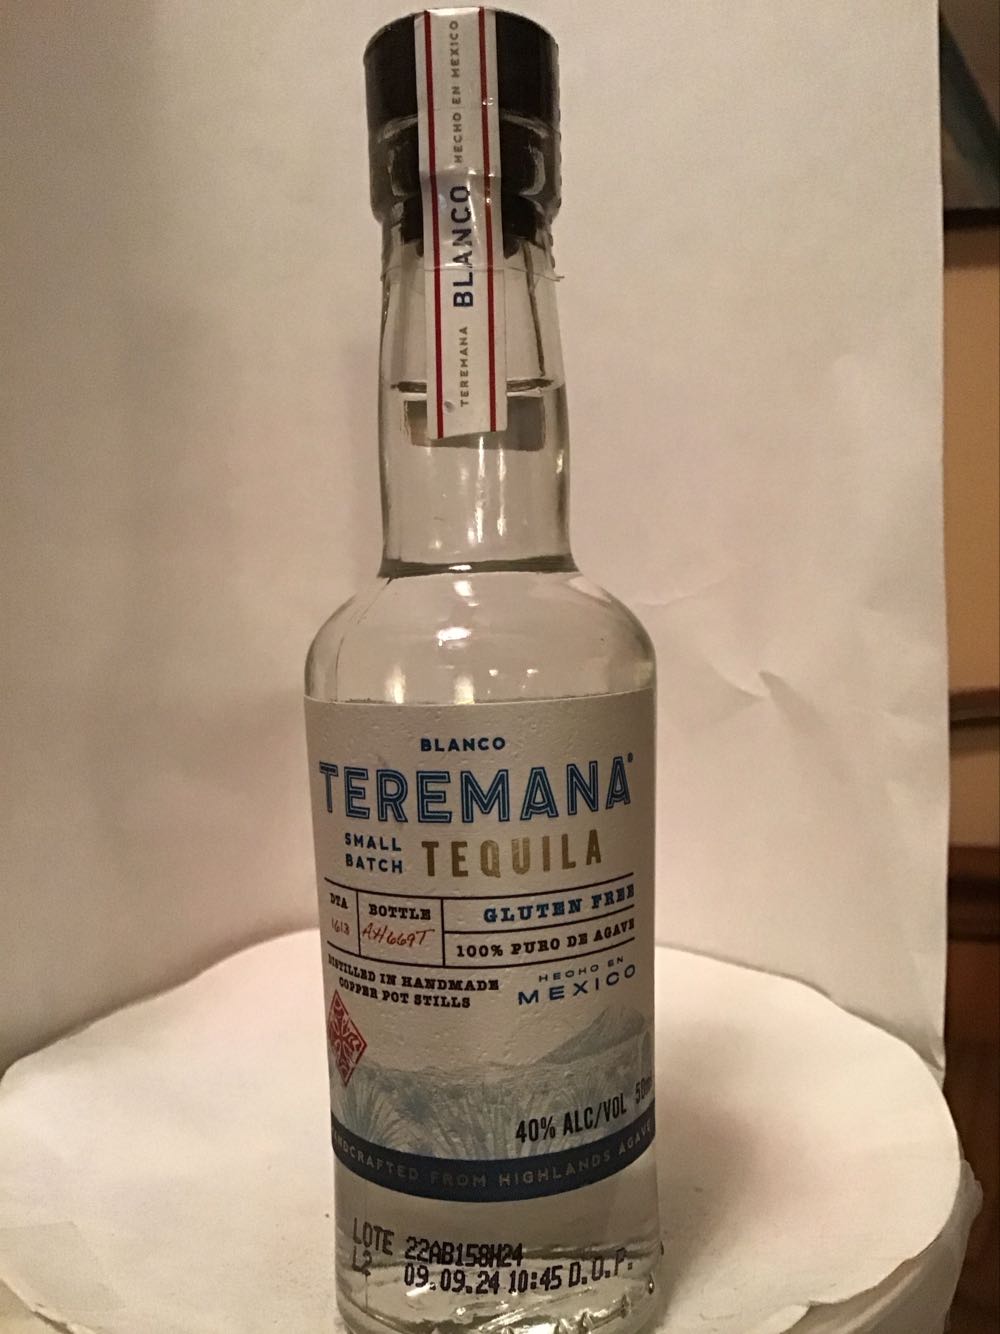 TEREMANA BLANCO HECHO EN MEXICO
BLANCO
TEREMANA®
SMALL BATCH TEQUILA
DTA
1613
BOTTLE
AH669T
GLUTEN FREE
100% PURO DE AGAVE
DISTILLED IN HANDMADE
COPPER POT STILLS
HECHO EN
MEXICO
40% ALC/VOL 50ml
HANDCRAFTED FROM HIGHLANDS AGAVE
LOTE 22AB158H24
L2 09.09.24 10:45 D.O.P.